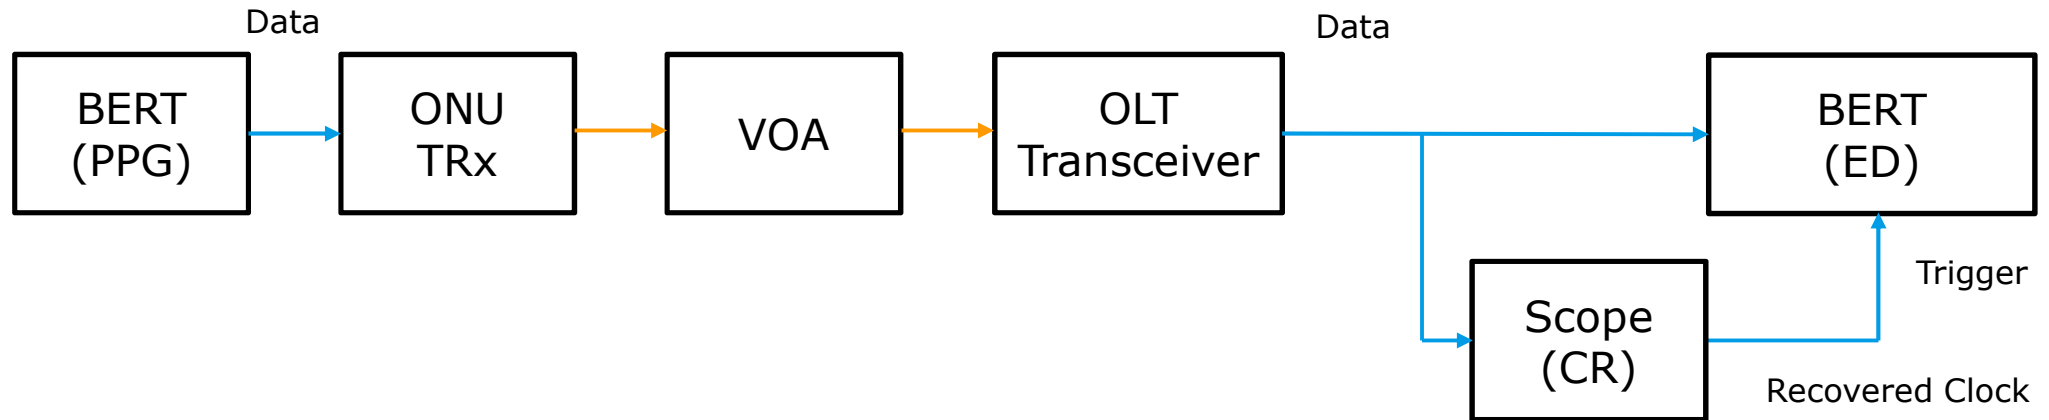 Data
BERT
(PPG)
ONU
TRx
VOA
OLT
Transceiver
Data
BERT
(ED)
Scope
(CR)
Trigger
Recovered Clock